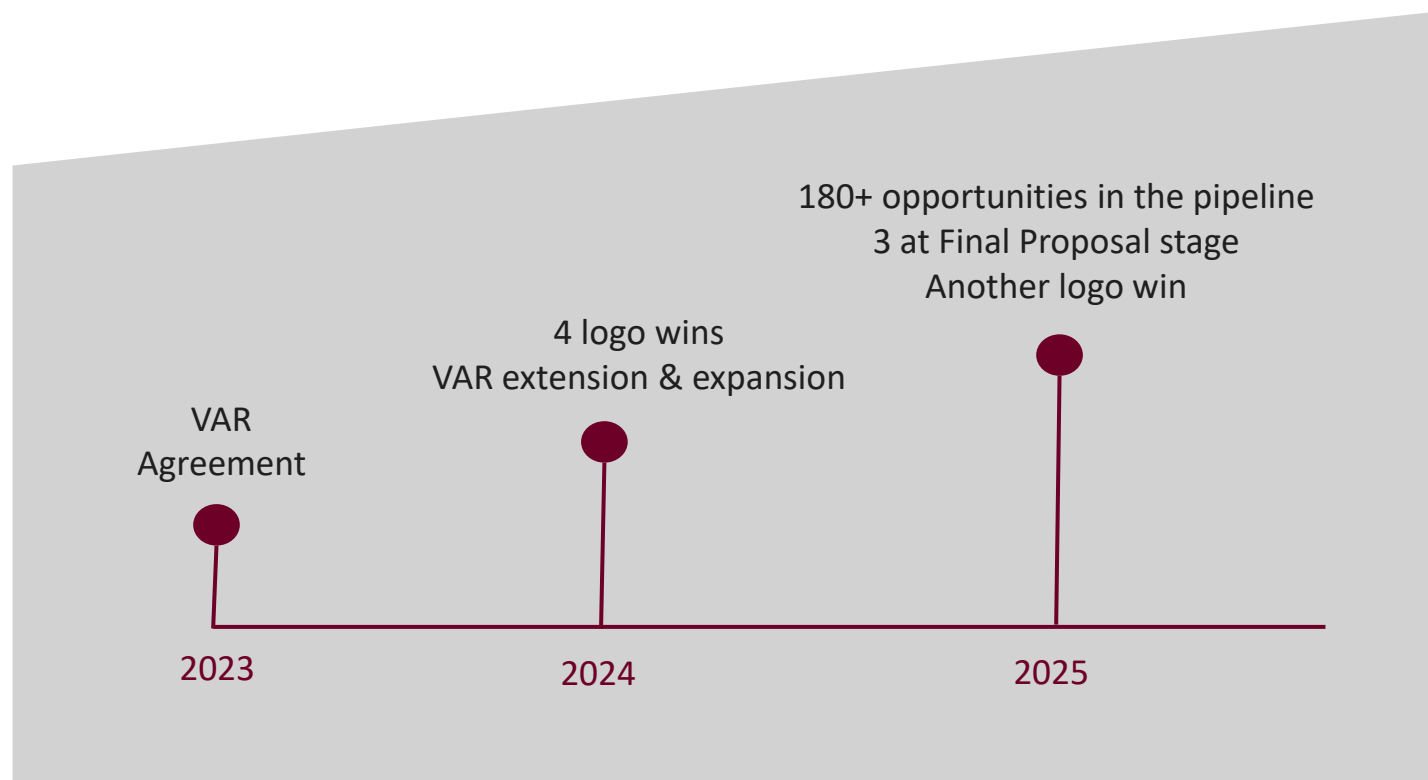 180+ opportunities in the pipeline
3 at Final Proposal stage
Another logo win
4 logo wins
VAR extension & expansion
VAR
Agreement
2023
2024
2025